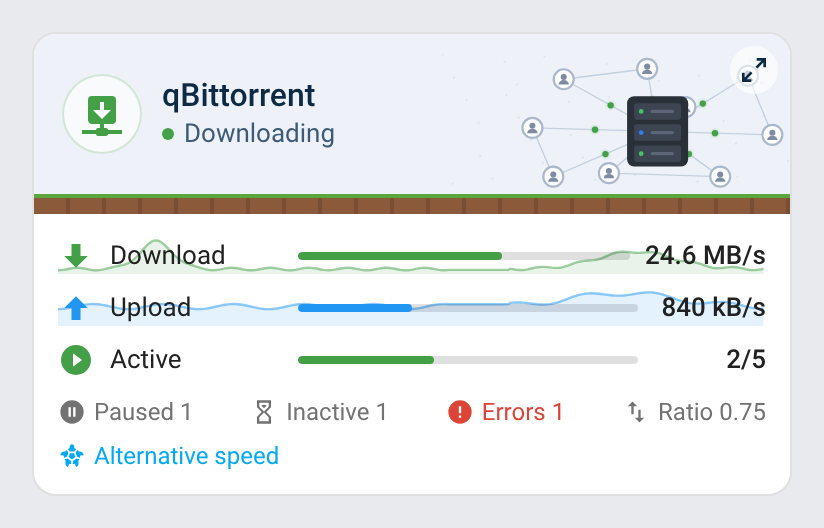 qBittorrent
Downloading
Download 24.6 MB/s
Upload 840 kB/s
Active 2/5
Paused 1 Inactive 1 Errors 1 Ratio 0.75
Alternative speed